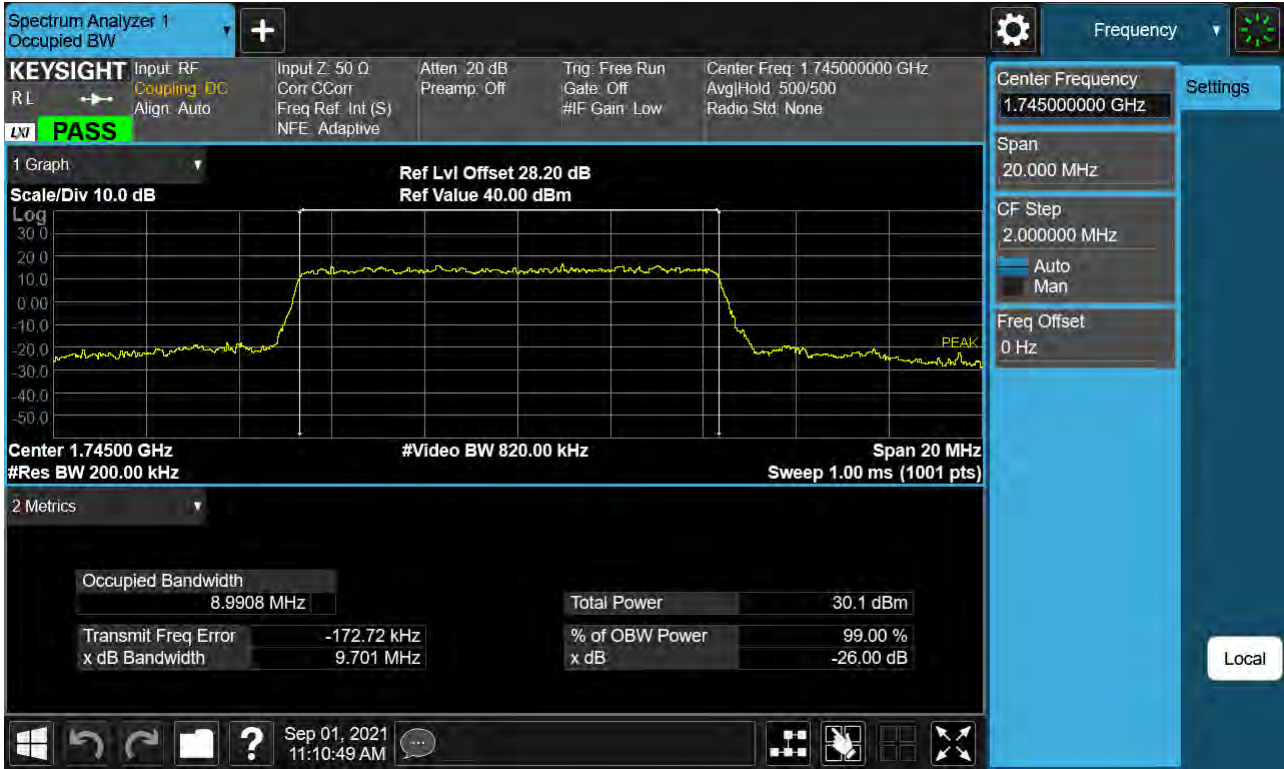 Spectrum Analyzer 1
Occupied BW
Frequency
KEYSIGHT
R L
LXI
PASS
Input: RF
Coupling: DC
Align: Auto
Input Z: 50 Ω
Corr CCorr
Freq Ref: Int (S)
NFE: Adaptive
Atten: 20 dB
Preamp: Off
Trig: Free Run
Gate: Off
#IF Gain: Low
Center Freq: 1.745000000 GHz
Avg|Hold: 500/500
Radio Std: None
1 Graph
Scale/Div 10.0 dB
Ref Lvl Offset 28.20 dB
Ref Value 40.00 dBm
Log
30.0
20.0
10.0
0.00
-10.0
-20.0
-30.0
-40.0
-50.0
PEAK
Center 1.74500 GHz
#Video BW 820.00 kHz
Span 20 MHz
#Res BW 200.00 kHz
Sweep 1.00 ms (1001 pts)
2 Metrics
Occupied Bandwidth
8.9908 MHz
Total Power 30.1 dBm
Transmit Freq Error -172.72 kHz
% of OBW Power 99.00 %
x dB Bandwidth 9.701 MHz
x dB -26.00 dB
Center Frequency
1.745000000 GHz
Settings
Span
20.000 MHz
CF Step
2.000000 MHz
Auto
Man
Freq Offset
0 Hz
Local
?
Sep 01, 2021
11:10:49 AM